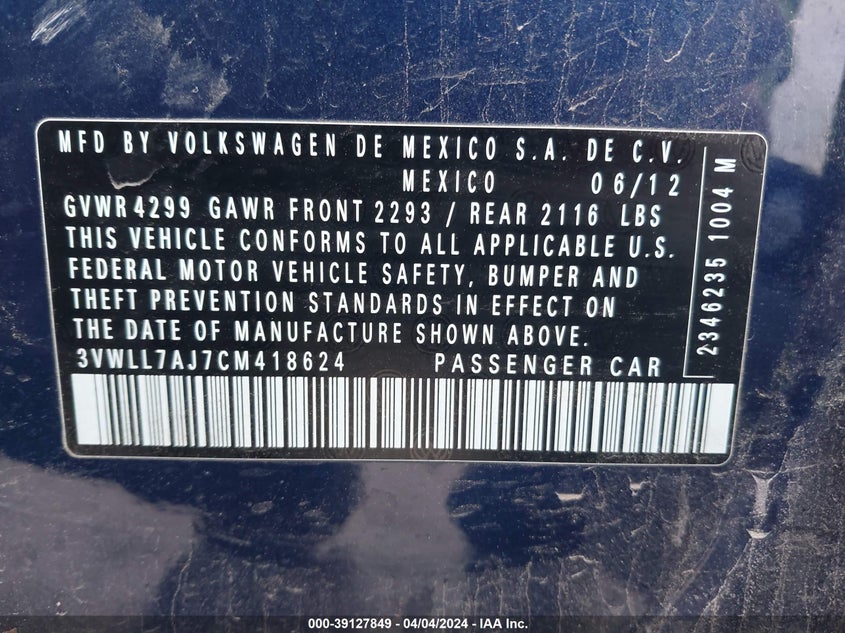 MFD BY VOLKSWAGEN DE MEXICO S.A. DE C.V.
MEXICO 06/12
GVWR 4299 GAWR FRONT 2293 / REAR 2116 LBS
THIS VEHICLE CONFORMS TO ALL APPLICABLE U.S.
FEDERAL MOTOR VEHICLE SAFETY, BUMPER AND
THEFT PREVENTION STANDARDS IN EFFECT ON
THE DATE OF MANUFACTURE SHOWN ABOVE.
3VWLL7AJ7CM418624 PASSENGER CAR
2346235 1004 M
000-39127849 - 04/04/2024 - IAA Inc.